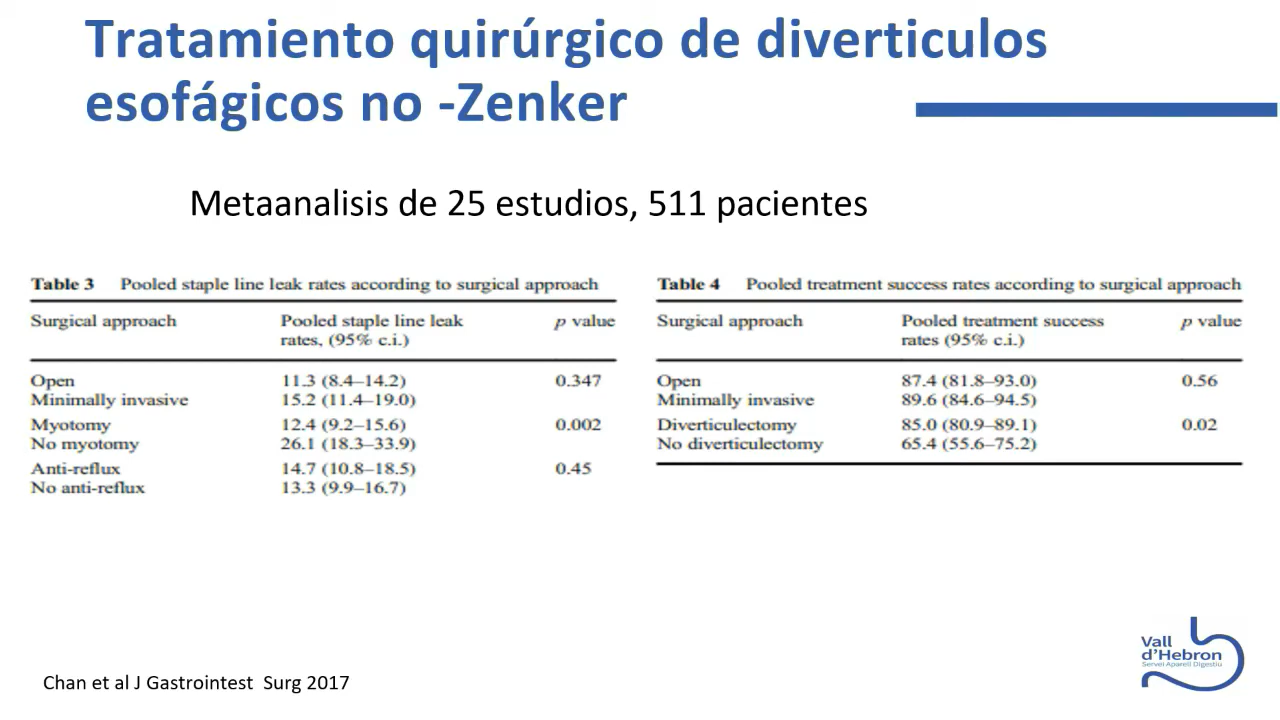 Tratamiento quirúrgico de diverticulos
esofágicos no -Zenker
Metaanalisis de 25 estudios, 511 pacientes
Table 3 Pooled staple line leak rates according to surgical approach
Surgical approach Pooled staple line leak p value
rates, (95% c.i.)
Open 11.3 (8.4–14.2) 0.347
Minimally invasive 15.2 (11.4–19.0)
Myotomy 12.4 (9.2–15.6) 0.002
No myotomy 26.1 (18.3–33.9)
Anti-reflux 14.7 (10.8–18.5) 0.45
No anti-reflux 13.3 (9.9–16.7)
Table 4 Pooled treatment success rates according to surgical approach
Surgical approach Pooled treatment success p value
rates (95% c.i.)
Open 87.4 (81.8–93.0) 0.56
Minimally invasive 89.6 (84.6–94.5)
Diverticulectomy 85.0 (80.9–89.1) 0.02
No diverticulectomy 65.4 (55.6–75.2)
Vall
d'Hebron
Servei Aparell Digestiu
Chan et al J Gastrointest Surg 2017